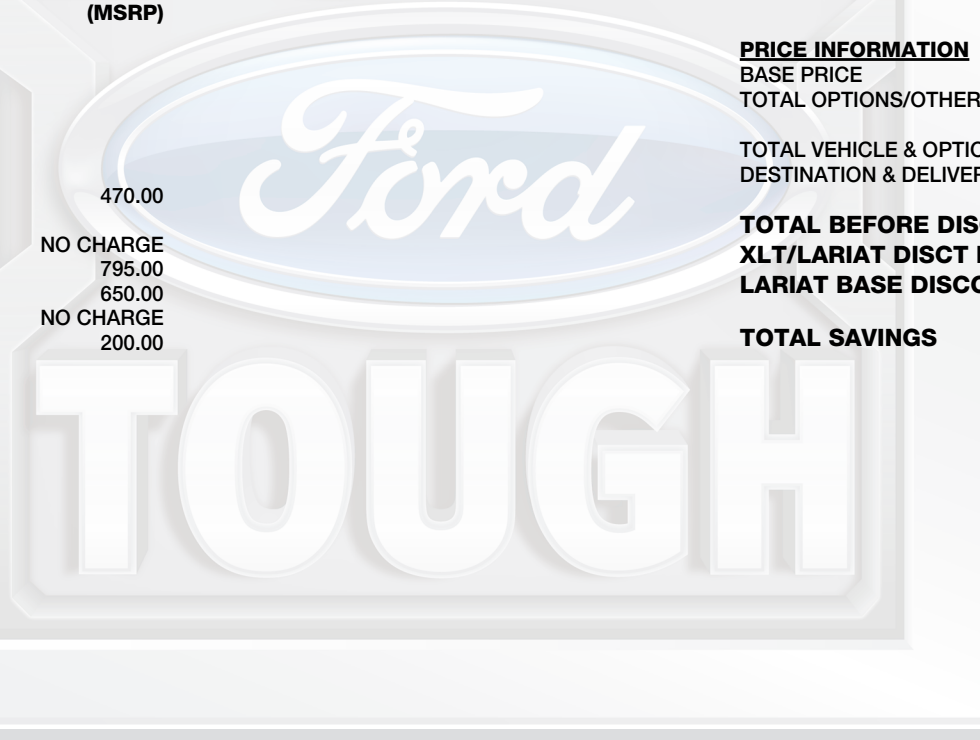 (MSRP)
470.00
NO CHARGE
795.00
650.00
NO CHARGE
200.00
PRICE INFORMATION
BASE PRICE
TOTAL OPTIONS/OTHER
TOTAL VEHICLE & OPTIO
DESTINATION & DELIVER
TOTAL BEFORE DIS
XLT/LARIAT DISCT
LARIAT BASE DISCO
TOTAL SAVINGS
Ford
TOUGH